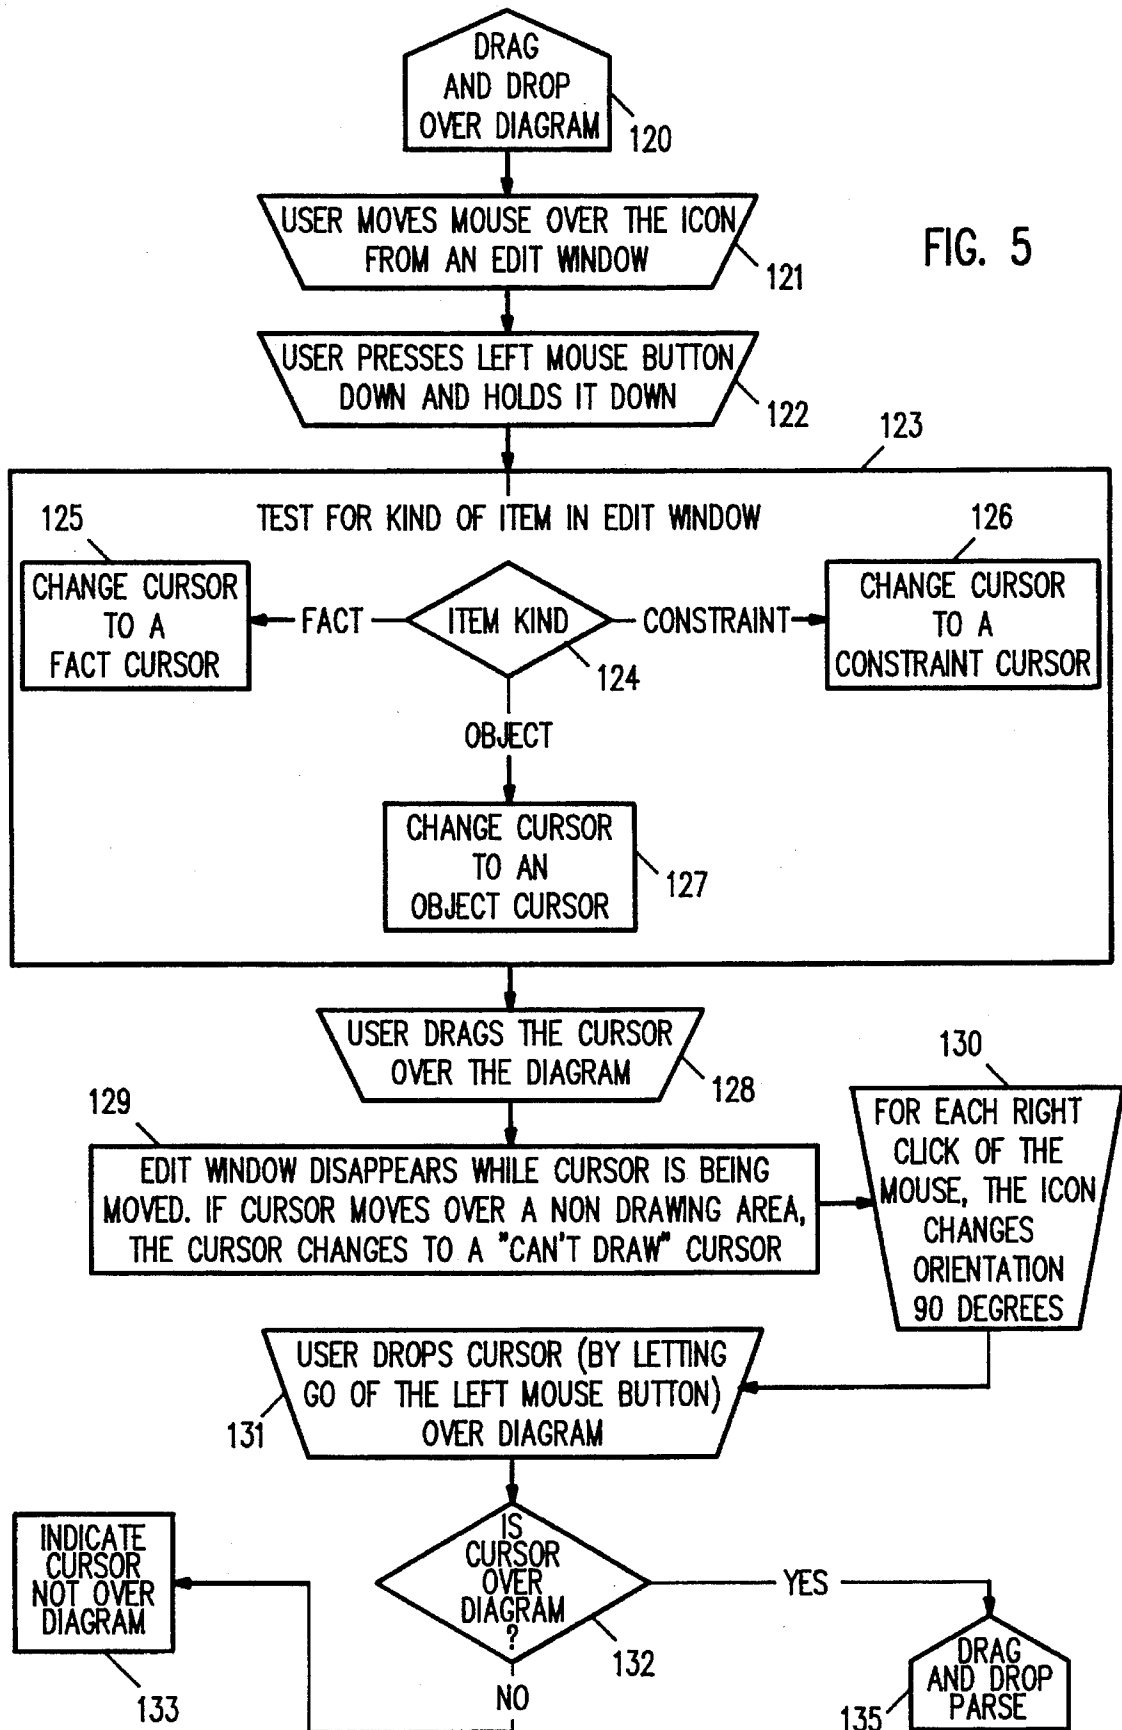 DRAG
AND DROP
OVER DIAGRAM
120
USER MOVES MOUSE OVER THE ICON
FROM AN EDIT WINDOW
121
FIG. 5
USER PRESSES LEFT MOUSE BUTTON
DOWN AND HOLDS IT DOWN
122
123
TEST FOR KIND OF ITEM IN EDIT WINDOW
125
CHANGE CURSOR
TO A
FACT CURSOR
FACT
ITEM KIND
124
CONSTRAINT
126
CHANGE CURSOR
TO A
CONSTRAINT CURSOR
OBJECT
CHANGE CURSOR
TO AN
OBJECT CURSOR
127
USER DRAGS THE CURSOR
OVER THE DIAGRAM
128
129
EDIT WINDOW DISAPPEARS WHILE CURSOR IS BEING
MOVED. IF CURSOR MOVES OVER A NON DRAWING AREA,
THE CURSOR CHANGES TO A "CAN'T DRAW" CURSOR
130
FOR EACH RIGHT
CLICK OF THE
MOUSE, THE ICON
CHANGES
ORIENTATION
90 DEGREES
USER DROPS CURSOR (BY LETTING
GO OF THE LEFT MOUSE BUTTON)
OVER DIAGRAM
131
IS
CURSOR
OVER
DIAGRAM
?
132
INDICATE
CURSOR
NOT OVER
DIAGRAM
133
NO
YES
DRAG
AND DROP
PARSE
135